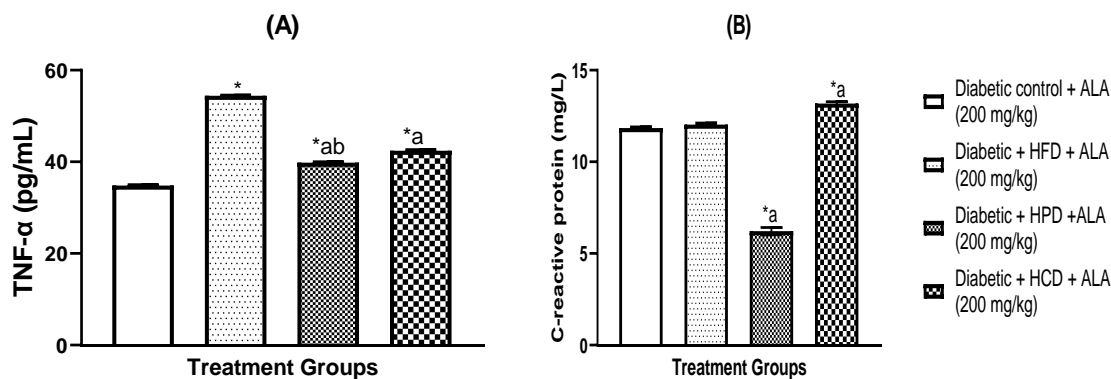 (A)
TNF-α (pg/mL)
60
40
20
0
*
*ab
*a
Treatment Groups
(B)
C-reactive protein (mg/L)
15
10
5
0
*a
*a
Treatment Groups
Diabetic control + ALA
(200 mg/kg)
Diabetic + HFD + ALA
(200 mg/kg)
Diabetic + HPD +ALA
(200 mg/kg)
Diabetic + HCD + ALA
(200 mg/kg)